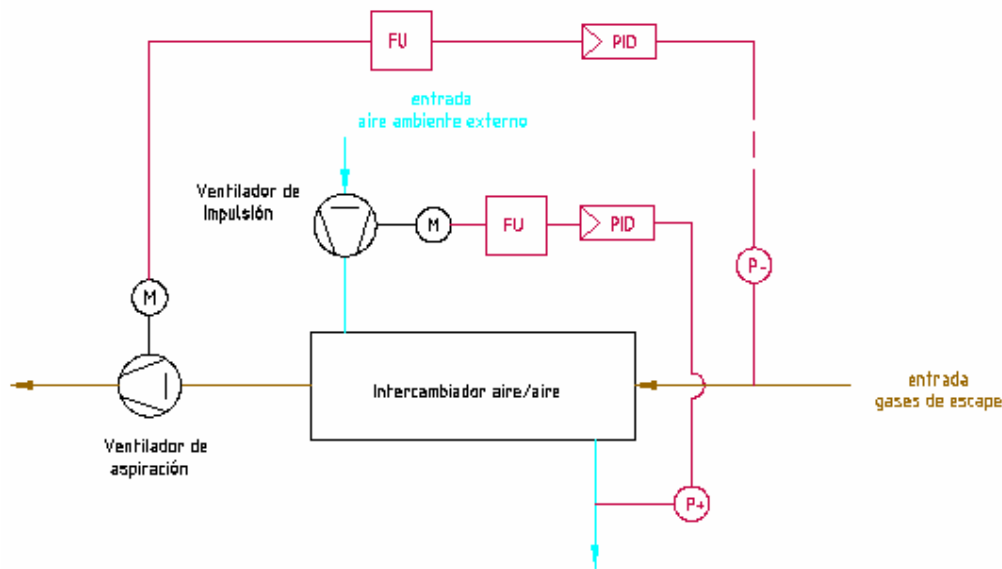 FU
PID
entrada
aire ambiente externo
Ventilador de
Impulsión
M
FU
PID
P-
M
Intercambiador aire/aire
entrada
gases de escape
Ventilador de
aspiración
P+